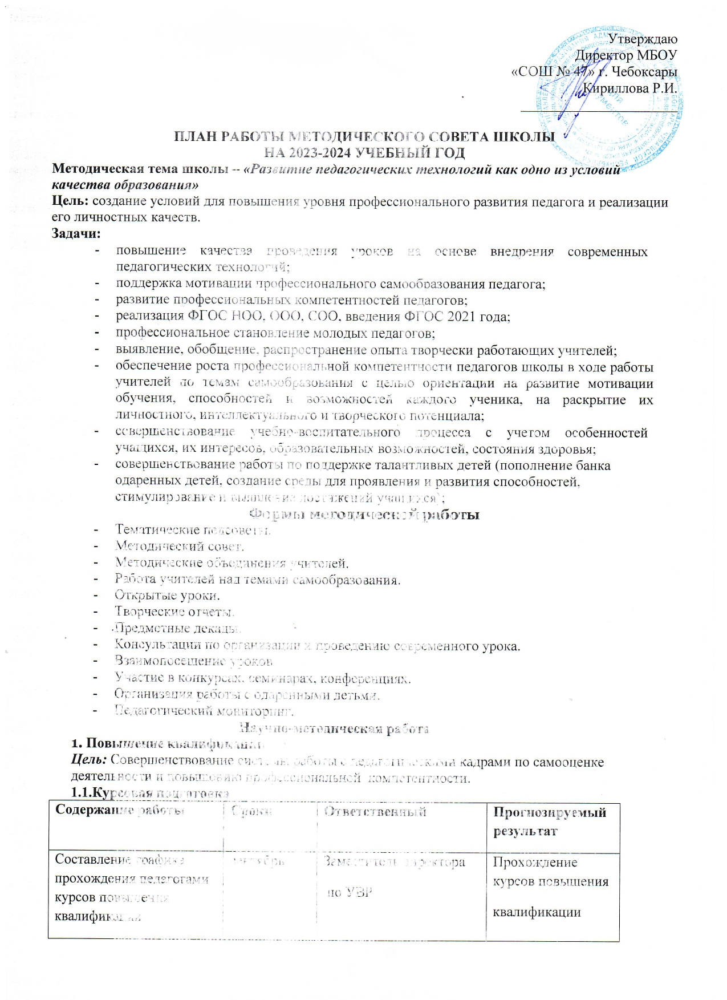 Утверждаю
Директор МБОУ
«СОШ № 47» г. Чебоксары
Кириллова Р.И.
ПЛАН РАБОТЫ МЕТОДИЧЕСКОГО СОВЕТА ШКОЛЫ
НА 2023-2024 УЧЕБНЫЙ ГОД
Методическая тема школы – «Развитие педагогических технологий как одно из условий
качества образования»
Цель: создание условий для повышения уровня профессионального развития педагога и реализации
его личностных качеств.
Задачи:
- повышение качества проведения уроков на основе внедрения современных
педагогических технологий;
- поддержка мотивации профессионального самообразования педагога;
- развитие профессиональных компетентностей педагогов;
- реализация ФГОС НОО, ООО, СОО, введения ФГОС 2021 года;
- профессиональное становление молодых педагогов;
- выявление, обобщение, распространение опыта творчески работающих учителей;
- обеспечение роста профессиональной компетентности педагогов школы в ходе работы
учителей по темам самообразования с целью ориентации на развитие мотивации
обучения, способностей и возможностей каждого ученика, на раскрытие их
личностного, интеллектуального и творческого потенциала;
- совершенствование учебно-воспитательного процесса с учетом особенностей
учащихся, их интересов, образовательных возможностей, состояния здоровья;
- совершенствование работы по поддержке талантливых детей (пополнение банка
одаренных детей, создание среды для проявления и развития способностей,
стимулирование и выявление достижений учащихся);
Формы методической работы
- Тематические педсоветы.
- Методический совет.
- Методические объединения учителей.
- Работа учителей над темами самообразования.
- Открытые уроки.
- Творческие отчеты.
- Предметные декады.
- Консультации по организации и проведению современного урока.
- Взаимопосещение уроков
- Участие в конкурсах, семинарах, конференциях.
- Организация работы с одаренными детьми.
- Педагогический мониторинг.
Научно-методическая работа
1. Повышение квалификации.
Цель: Совершенствование системы работы с педагогическими кадрами по самооценке
деятельности и повышению профессиональной компетентности.
1.1.Курсовая подготовка
Содержание работы Сроки Ответственный Прогнозируемый
результат
Составление графика
прохождения педагогами
курсов повышения
квалификации
сентябрь
Заместитель директора
по УВР
Прохождение
курсов повышения
квалификации